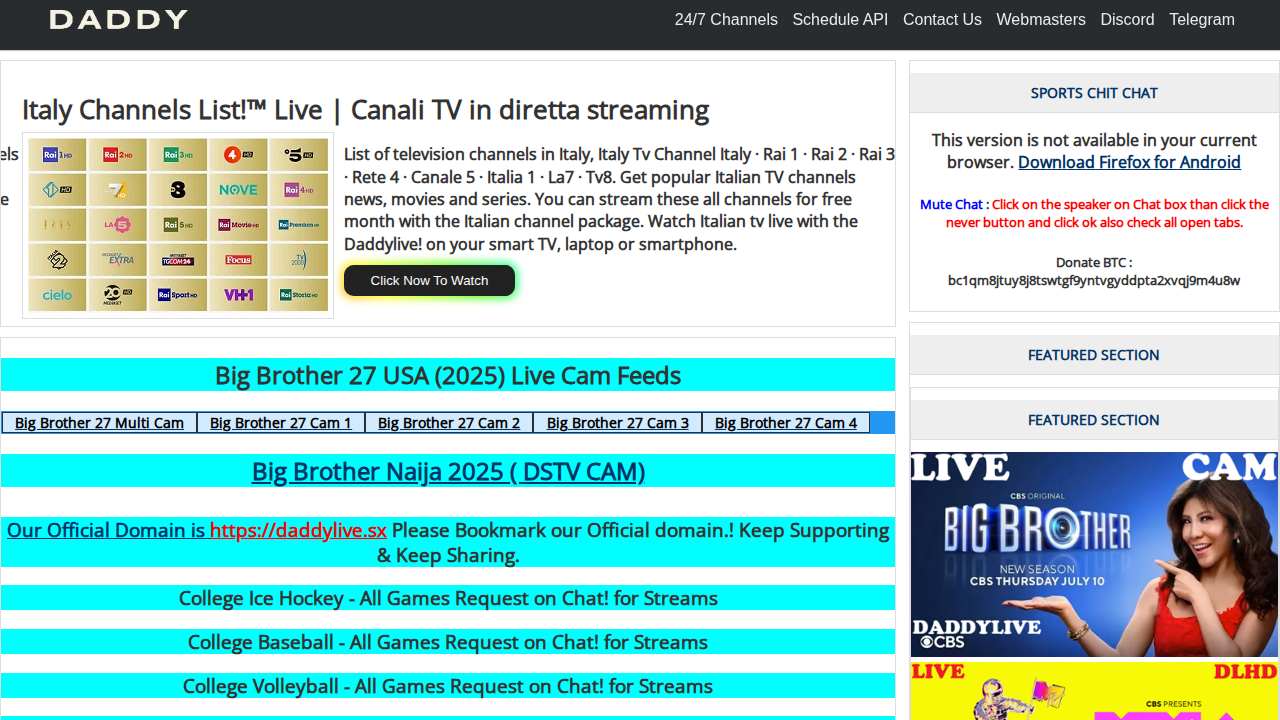 DADDY
24/7 Channels Schedule API Contact Us Webmasters Discord Telegram
Italy Channels List!™ Live | Canali TV in diretta streaming
els
e
Rai 1 HD Rai 2 HD Rai 3 HD 4 HD 5 HD
1 HD 7 HD 8 NOVE Rai 4 HD
IRIS LA 5 Rai 5 HD Rai Movie HD Rai Premium HD
MEDIASET EXTRA MEDIASET TGCOM24 Focus TV 2000
cielo 20 HD MEDIASET Rai Sport HD VH1 Rai Storia HD
List of television channels in Italy, Italy Tv Channel Italy · Rai 1 · Rai 2 · Rai 3
· Rete 4 · Canale 5 · Italia 1 · La7 · Tv8. Get popular Italian TV channels
news, movies and series. You can stream these all channels for free
month with the Italian channel package. Watch Italian tv live with the
Daddylive! on your smart TV, laptop or smartphone.
Click Now To Watch
Big Brother 27 USA (2025) Live Cam Feeds
Big Brother 27 Multi Cam Big Brother 27 Cam 1 Big Brother 27 Cam 2 Big Brother 27 Cam 3 Big Brother 27 Cam 4
Big Brother Naija 2025 ( DSTV CAM)
Our Official Domain is https://daddylive.sx Please Bookmark our Official domain.! Keep Supporting
& Keep Sharing.
College Ice Hockey - All Games Request on Chat! for Streams
College Baseball - All Games Request on Chat! for Streams
College Volleyball - All Games Request on Chat! for Streams
SPORTS CHIT CHAT
This version is not available in your current
browser. Download Firefox for Android
Mute Chat : Click on the speaker on Chat box than click the
never button and click ok also check all open tabs.
Donate BTC :
bc1qm8jtuy8j8tswtgf9yntvgyddpta2xvqj9m4u8w
FEATURED SECTION
FEATURED SECTION
LIVE CAM
CBS ORIGINAL
BIG BROTHER
NEW SEASON
CBS THURSDAY JULY 10
DADDYLIVE
CBS
LIVE DLHD
CBS PRESENTS